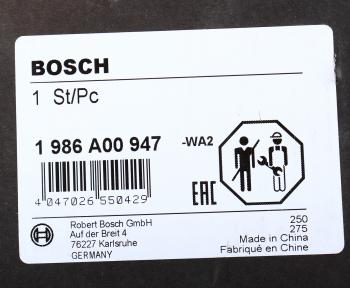 BOSCH
1 St/Pc
1 986 A00 947
-WA2
4 047026 550429
EAC
Robert Bosch GmbH
Auf der Breit 4
76227 Karlsruhe
GERMANY
250
275
Made in China
Fabriqué en Chine